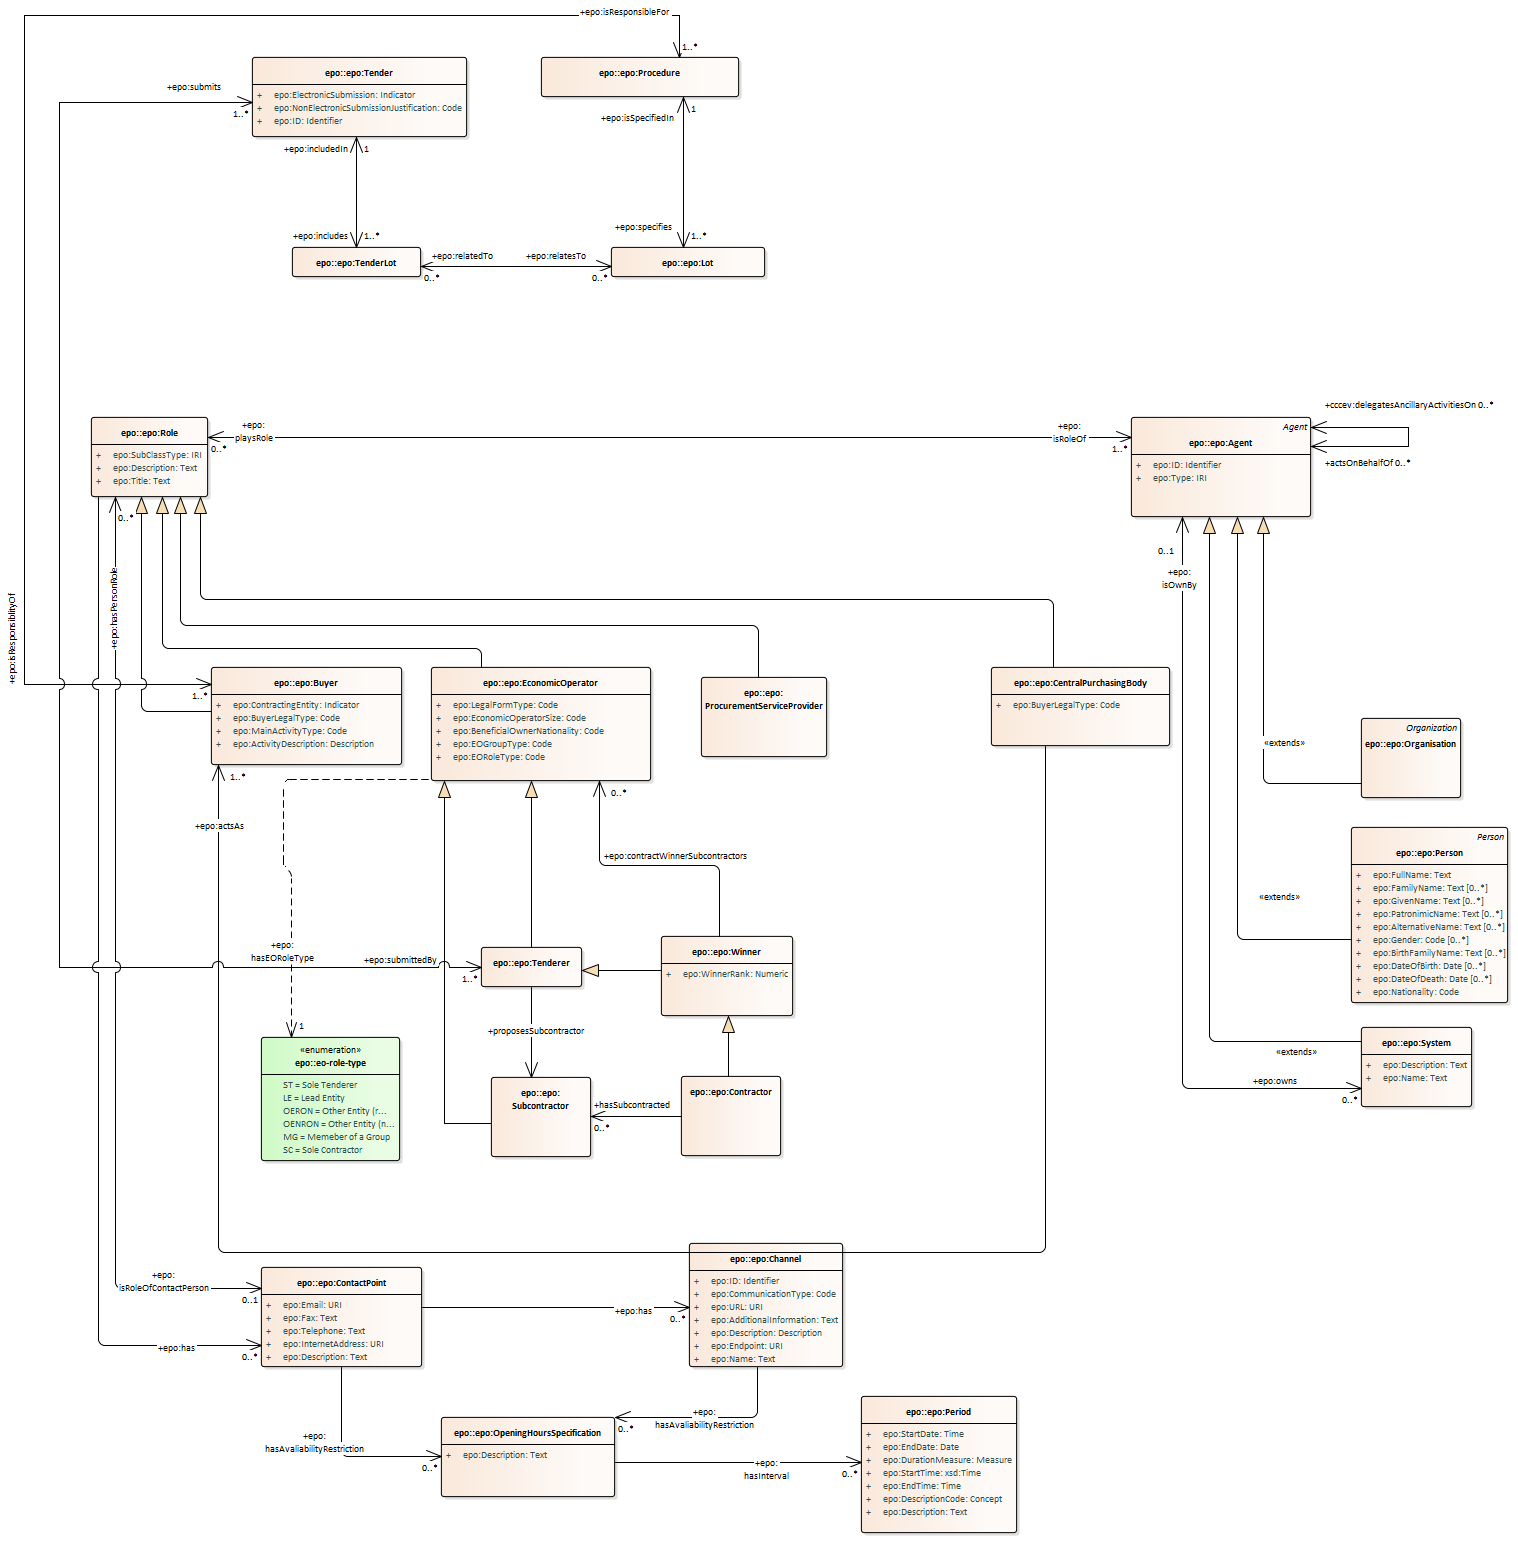 +epo:isResponsibleFor
1..*
epo::epo:Tender
+ epo:ElectronicSubmission: Indicator
+ epo:NonElectronicSubmissionJustification: Code
+ epo:ID: Identifier
epo::epo:Procedure
+epo:submits
1..*
+epo:includedIn 1
1
+epo:isSpecifiedIn
+epo:includes 1..*
+epo:specifies
1..*
epo::epo:TenderLot
+epo:relatedTo
0..*
+epo:relatesTo
0..*
epo::epo:Lot
epo::epo:Role
+ epo:SubClassType: IRI
+ epo:Description: Text
+ epo:Title: Text
+epo:
playsRole
0..*
+epo:
isRoleOf
1..*
Agent
epo::epo:Agent
+ epo:ID: Identifier
+ epo:Type: IRI
+cccev:delegatesAncillaryActivitiesOn 0..*
+actsOnBehalfOf 0..*
0..*
+epo:hasPersonRole
+epo:isResponsiblityOf
0..1
+epo:
isOwnBy
1..*
epo::epo:Buyer
+ epo:ContractingEntity: Indicator
+ epo:BuyerLegalType: Code
+ epo:MainActivityType: Code
+ epo:ActivityDescription: Description
epo::epo:EconomicOperator
+ epo:LegalFormType: Code
+ epo:EconomicOperatorSize: Code
+ epo:BeneficialOwnerNationality: Code
+ epo:EOGroupType: Code
+ epo:EORoleType: Code
epo::epo:
ProcurementServiceProvider
epo::epo:CentralPurchasingBody
+ epo:BuyerLegalType: Code
Organization
epo::epo:Organisation
«extends»
1..*
+epo:actsAs
0..*
+epo:contractWinnerSubcontractors
Person
epo::epo:Person
+ epo:FullName: Text
+ epo:FamilyName: Text [0..*]
+ epo:GivenName: Text [0..*]
+ epo:PatronimicName: Text [0..*]
+ epo:AlternativeName: Text [0..*]
+ epo:Gender: Code [0..*]
+ epo:BirthFamilyName: Text [0..*]
+ epo:DateOfBirth: Date [0..*]
+ epo:DateOfDeath: Date [0..*]
+ epo:Nationality: Code
«extends»
+epo:
hasEORoleType
1
+epo:submittedBy
1..*
epo::epo:Tenderer
epo::epo:Winner
+ epo:WinnerRank: Numeric
+epo:proposesSubcontractor
epo::epo:System
+ epo:Description: Text
+ epo:Name: Text
«extends»
+epo:owns
0..*
«enumeration»
epo::eo-role-type
ST = Sole Tenderer
LE = Lead Entity
OERON = Other Entity (r...
OENRON = Other Entity (n...
MG = Memeber of a Group
SC = Sole Contractor
epo::epo:
Subcontractor
+hasSubcontracted
0..*
epo::epo:Contractor
+epo:
isRoleOfContactPerson
0..1
epo::epo:ContactPoint
+ epo:Email: URI
+ epo:Fax: Text
+ epo:Telephone: Text
+ epo:InternetAddress: URI
+ epo:Description: Text
+epo:has
0..*
+epo:has
0..*
epo::epo:Channel
+ epo:ID: Identifier
+ epo:CommunicationType: Code
+ epo:URL: URI
+ epo:AdditionalInformation: Text
+ epo:Description: Description
+ epo:Endpoint: URI
+ epo:Name: Text
+epo:
hasAvaliabilityRestriction
0..*
+epo:
hasAvaliabilityRestriction
0..*
epo::epo:OpeningHoursSpecification
+ epo:Description: Text
+epo:
hasInterval
0..*
epo::epo:Period
+ epo:StartDate: Time
+ epo:EndDate: Date
+ epo:DurationMeasure: Measure
+ epo:StartTime: xsd:Time
+ epo:EndTime: Time
+ epo:DescriptionCode: Concept
+ epo:Description: Text